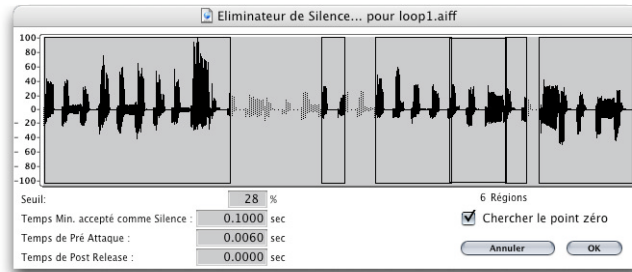 Eliminateur de Silence... pour loop1.aiff
100
80
60
40
20
0
20
40
60
- 80
100
Seuil: 28 %
6 Régions
Temps Min. accepté comme Silence : 0.1000 sec
Chercher le point zéro
Temps de Pré Attaque : 0.0060 sec
Temps de Post Release : 0.0000 sec
Annuler OK